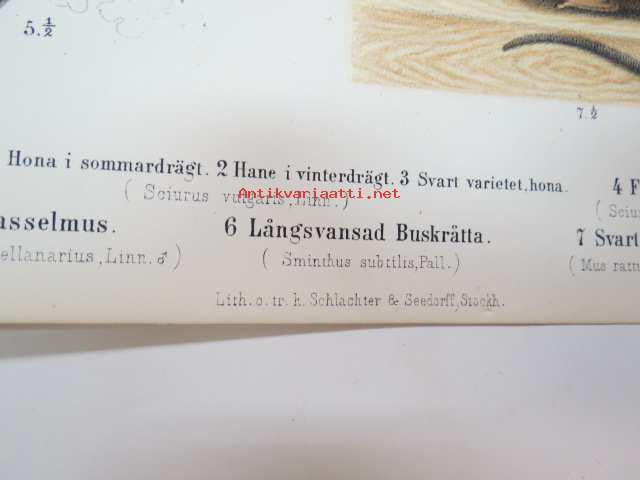 5.½
7.½
Hona i sommardrägt. 2 Hane i vinterdrägt. 3 Svart varietet, hona. 4 F
( Sciurus vulgaris, Linn. ) ( Sciu
Antikvariaatti.net
asselmus. 6 Långsvansad Buskråtta. 7 Svart
ellanarius, Linn. ♂ ) ( Sminthus subtilis, Pall. ) ( Mus ratt
Lith. o. tr. h. Schlachter & Seedorff, Stockh.